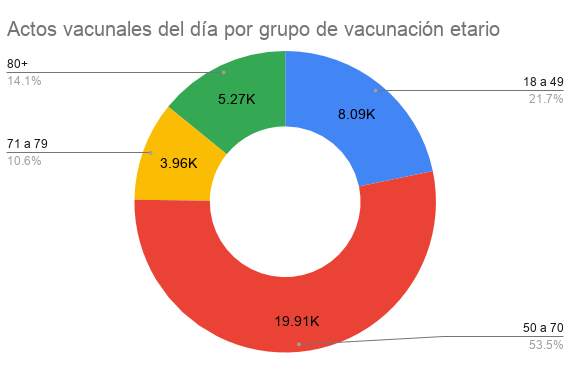 Actos vacunales del día por grupo de vacunación etario
80+
14.1%
5.27K
18 a 49
21.7%
8.09K
71 a 79
10.6%
3.96K
19.91K
50 a 70
53.5%